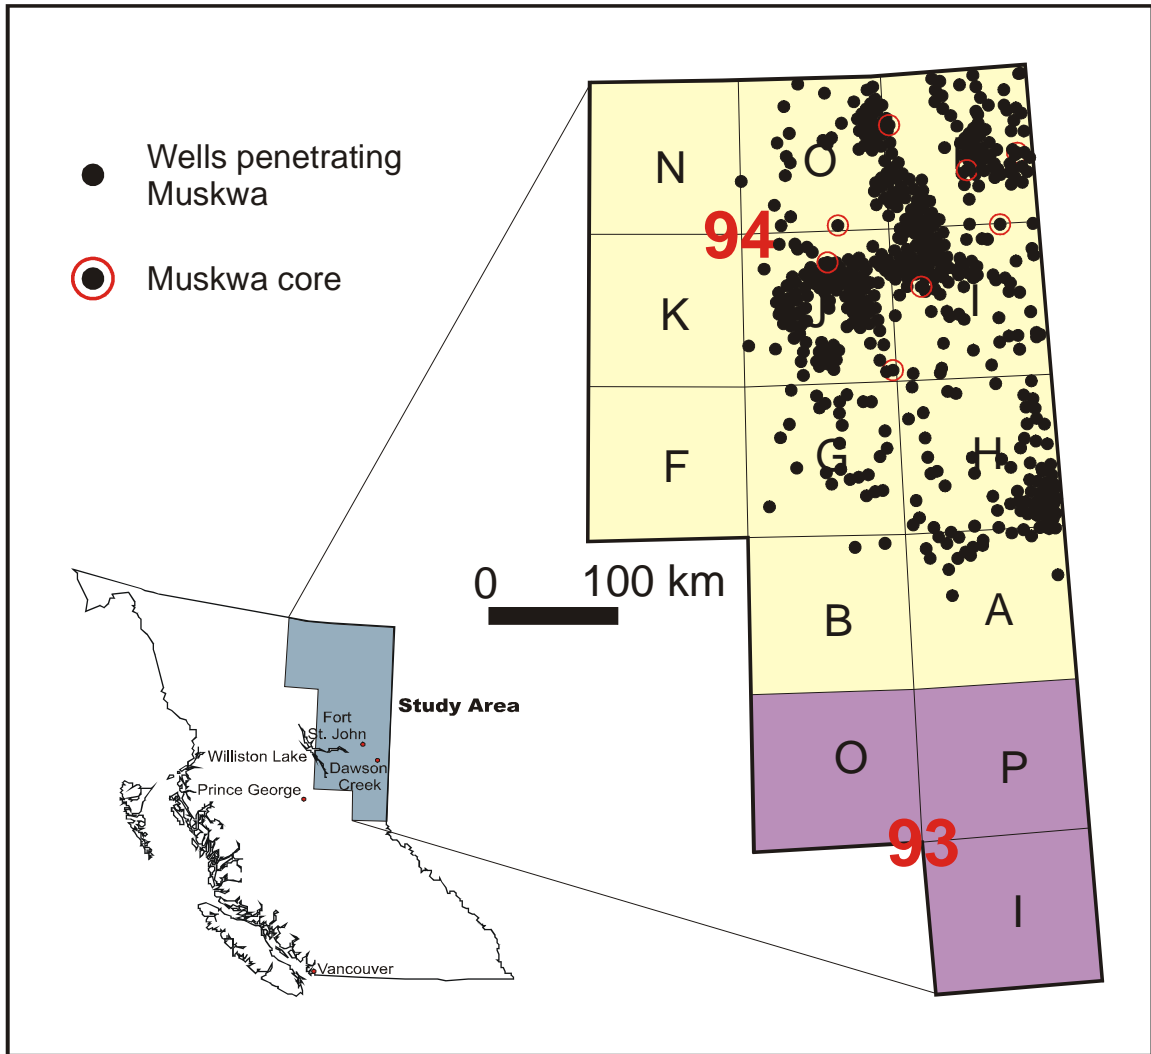 Wells penetrating
Muskwa
Muskwa core
N
O
94
K
J
I
F
G
H
0
100 km
B
A
Study Area
Fort
St. John
Williston Lake
Dawson
Creek
Prince George
Vancouver
O
P
93
I